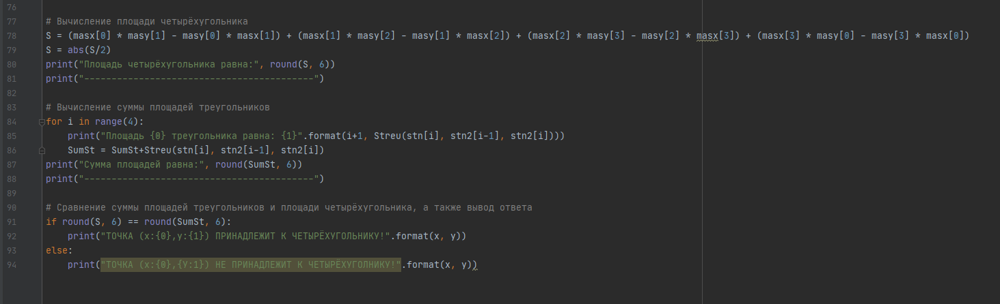 76
77 # Вычисление площади четырёхугольника
78 S = (masx[0] * masy[1] - masy[0] * masx[1]) + (masx[1] * masy[2] - masy[1] * masx[2]) + (masx[2] * masy[3] - masy[2] * masx[3]) + (masx[3] * masy[0] - masy[3] * masx[0])
79 S = abs(S/2)
80 print("Площадь четырёхугольника равна:", round(S, 6))
81 print("------------------------------------------")
82
83 # Вычисление суммы площадей треугольников
84 for i in range(4):
85     print("Площадь {0} треугольника равна: {1}".format(i+1, Streu(stn[i], stn2[i-1], stn2[i])))
86     SumSt = SumSt+Streu(stn[i], stn2[i-1], stn2[i])
87 print("Сумма площадей равна:", round(SumSt, 6))
88 print("------------------------------------------")
89
90 # Сравнение суммы площадей треугольников и площади четырёхугольника, а также вывод ответа
91 if round(S, 6) == round(SumSt, 6):
92     print("ТОЧКА (x:{0},y:{1}) ПРИНАДЛЕЖИТ К ЧЕТЫРЁХУГОЛЬНИКУ!".format(x, y))
93 else:
94     print("ТОЧКА (x:{0},{Y:1}) НЕ ПРИНАДЛЕЖИТ К ЧЕТЫРЁХУГОЛНИКУ!".format(x, y))